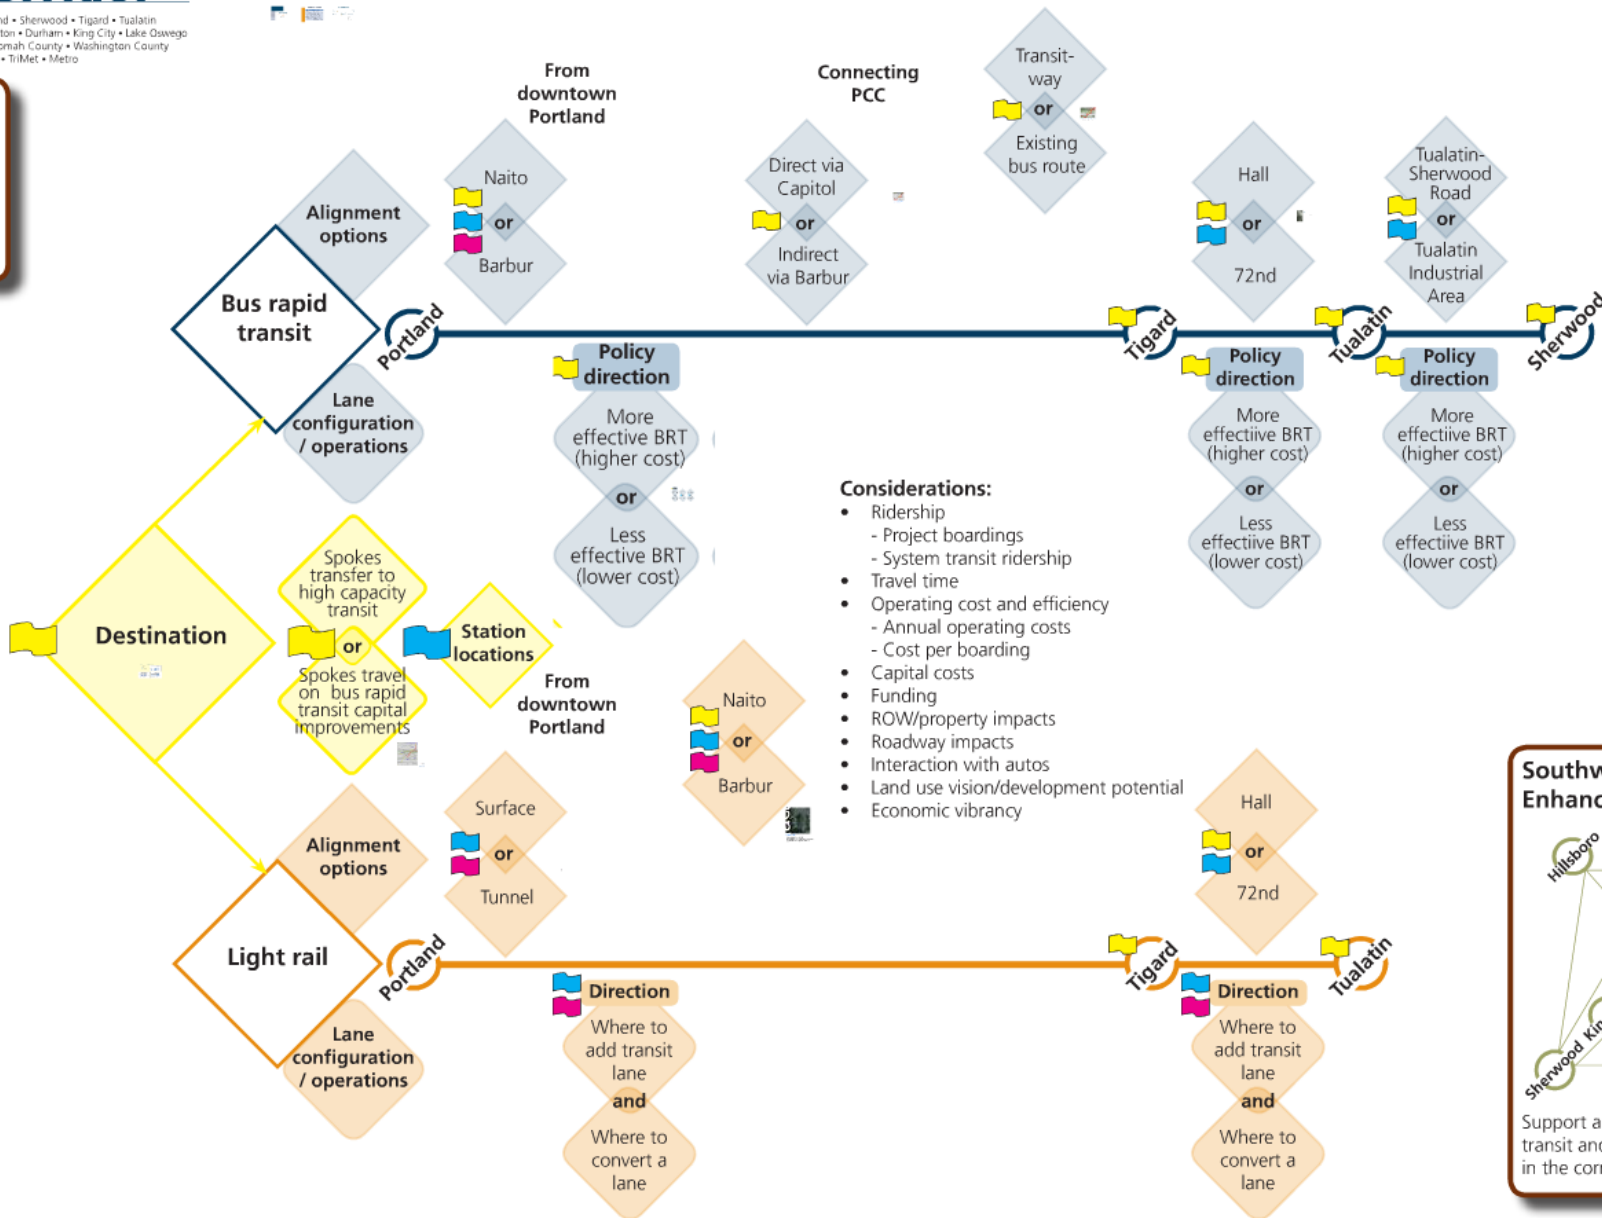 • Sherwood • Tigard • Tualatin
• Durham • King City • Lake Oswego
County • Washington County
• TriMet • Metro
From
downtown
Portland
Connecting
PCC
Transit-
way
or
Existing
bus route
Alignment
options
Naito
or
Barbur
Direct via
Capitol
or
Indirect
via Barbur
Hall
or
72nd
Tualatin-
Sherwood
Road
or
Tualatin
Industrial
Area
Bus rapid
transit
Portland
Tigard
Tualatin
Sherwood
Lane
configuration
/ operations
Policy
direction
More
effective BRT
(higher cost)
or
Less
effective BRT
(lower cost)
Policy
direction
More
effectiive BRT
(higher cost)
or
Less
effectiive BRT
(lower cost)
Policy
direction
More
effectiive BRT
(higher cost)
or
Less
effectiive BRT
(lower cost)
Considerations:
• Ridership
- Project boardings
- System transit ridership
• Travel time
• Operating cost and efficiency
- Annual operating costs
- Cost per boarding
• Capital costs
• Funding
• ROW/property impacts
• Roadway impacts
• Interaction with autos
• Land use vision/development potential
• Economic vibrancy
Destination
Spokes
transfer to
high capacity
transit
or
Spokes travel
on bus rapid
transit capital
improvements
Station
locations
From
downtown
Portland
Naito
or
Barbur
Alignment
options
Surface
or
Tunnel
Hall
or
72nd
Light rail
Portland
Tigard
Tualatin
Lane
configuration
/ operations
Direction
Where to
add transit
lane
and
Where to
convert a
lane
Direction
Where to
add transit
lane
and
Where to
convert a
lane
Southw
Enhanc
Hillsboro
Sherwood
Kin
Support a
transit and
in the corr